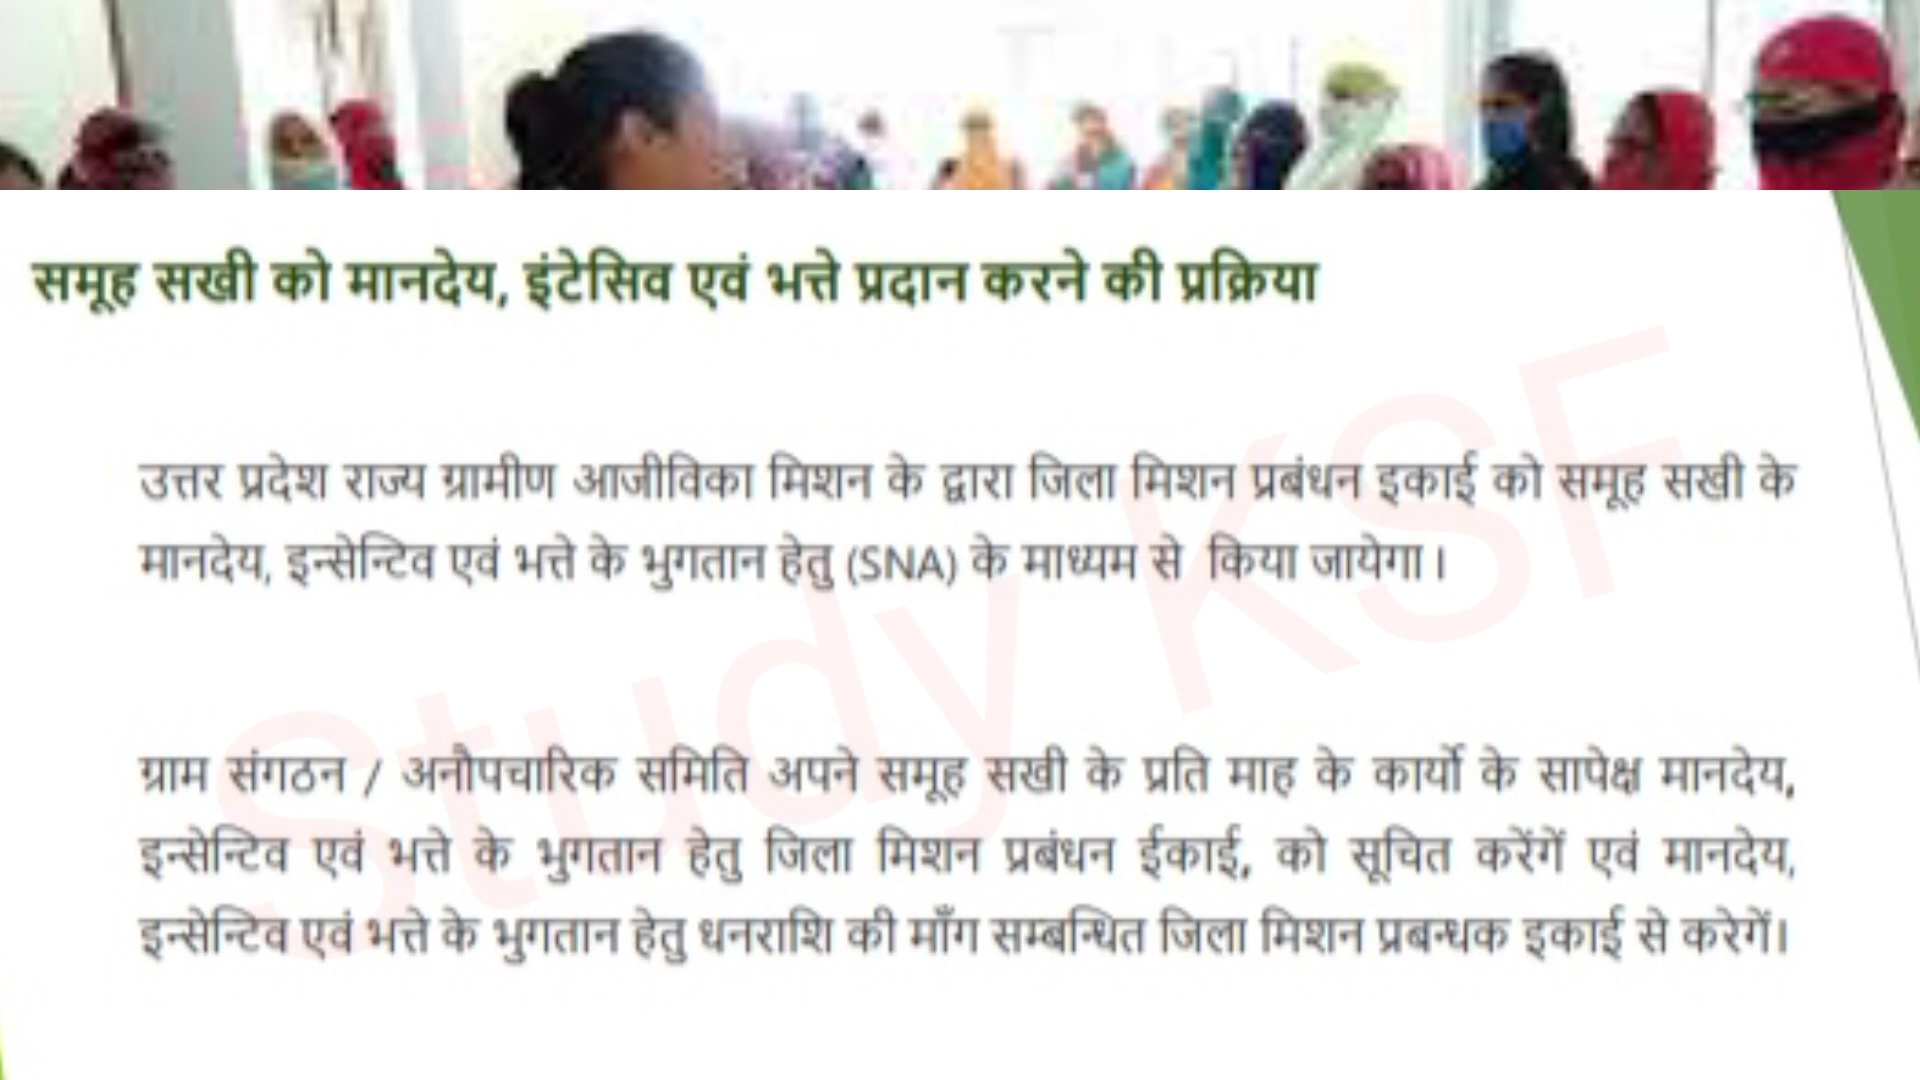 समूह सखी को मानदेय, इंटेसिव एवं भत्ते प्रदान करने की प्रक्रिया
उत्तर प्रदेश राज्य ग्रामीण आजीविका मिशन के द्वारा जिला मिशन प्रबंधन इकाई को समूह सखी के
मानदेय, इन्सेन्टिव एवं भत्ते के भुगतान हेतु (SNA) के माध्यम से किया जायेगा।
ग्राम संगठन / अनौपचारिक समिति अपने समूह सखी के प्रति माह के कार्यो के सापेक्ष मानदेय,
इन्सेन्टिव एवं भत्ते के भुगतान हेतु जिला मिशन प्रबंधन ईकाई, को सूचित करेंगें एवं मानदेय,
इन्सेन्टिव एवं भत्ते के भुगतान हेतु धनराशि की माँग सम्बन्धित जिला मिशन प्रबन्धक इकाई से करेगें।
Study KSF